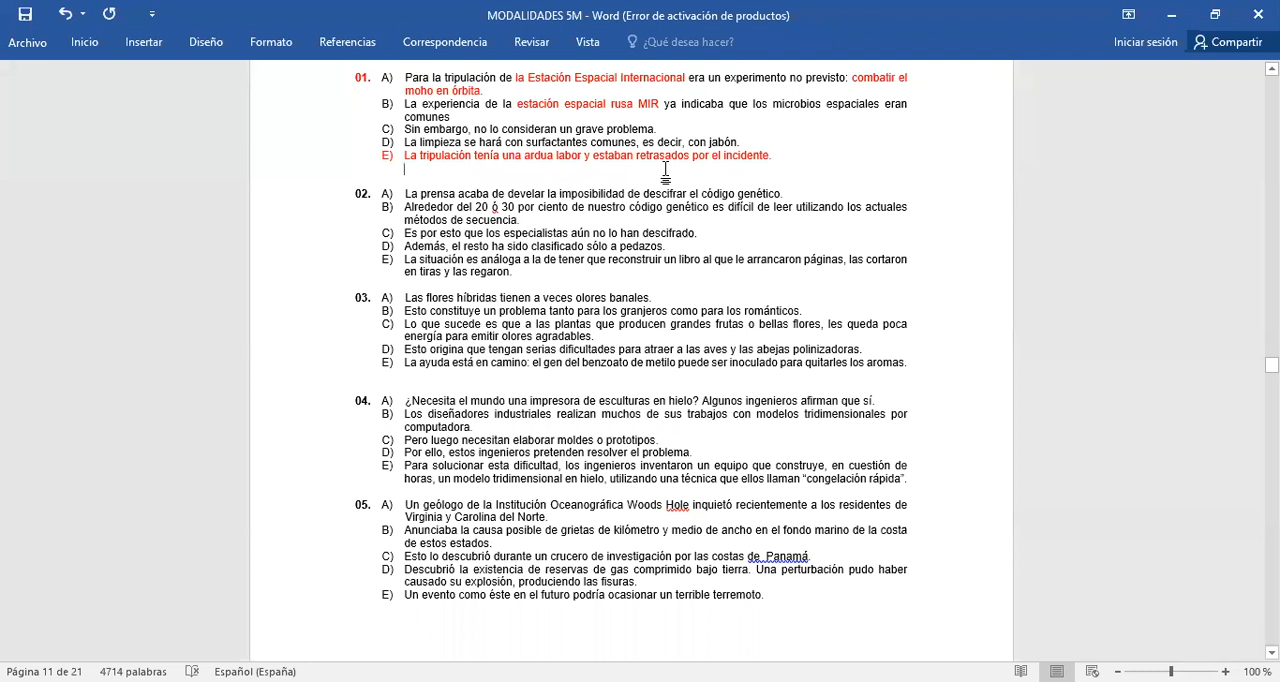 MODALIDADES 5M - Word (Error de activación de productos)
Archivo Inicio Insertar Diseño Formato Referencias Correspondencia Revisar Vista ¿Qué desea hacer? Iniciar sesión Compartir
01. A) Para la tripulación de la Estación Espacial Internacional era un experimento no previsto: combatir el
moho en órbita.
B) La experiencia de la estación espacial rusa MIR ya indicaba que los microbios espaciales eran
comunes
C) Sin embargo, no lo consideran un grave problema.
D) La limpieza se hará con surfactantes comunes, es decir, con jabón.
E) La tripulación tenía una ardua labor y estaban retrasados por el incidente.
02. A) La prensa acaba de develar la imposibilidad de descifrar el código genético.
B) Alrededor del 20 ó 30 por ciento de nuestro código genético es difícil de leer utilizando los actuales
métodos de secuencia.
C) Es por esto que los especialistas aún no lo han descifrado.
D) Además, el resto ha sido clasificado sólo a pedazos.
E) La situación es análoga a la de tener que reconstruir un libro al que le arrancaron páginas, las cortaron
en tiras y las regaron.
03. A) Las flores híbridas tienen a veces olores banales.
B) Esto constituye un problema tanto para los granjeros como para los románticos.
C) Lo que sucede es que a las plantas que producen grandes frutas o bellas flores, les queda poca
energía para emitir olores agradables.
D) Esto origina que tengan serias dificultades para atraer a las aves y las abejas polinizadoras.
E) La ayuda está en camino: el gen del benzoato de metilo puede ser inoculado para quitarles los aromas.
04. A) ¿Necesita el mundo una impresora de esculturas en hielo? Algunos ingenieros afirman que sí.
B) Los diseñadores industriales realizan muchos de sus trabajos con modelos tridimensionales por
computadora.
C) Pero luego necesitan elaborar moldes o prototipos.
D) Por ello, estos ingenieros pretenden resolver el problema.
E) Para solucionar esta dificultad, los ingenieros inventaron un equipo que construye, en cuestión de
horas, un modelo tridimensional en hielo, utilizando una técnica que ellos llaman “congelación rápida”.
05. A) Un geólogo de la Institución Oceanográfica Woods Hole inquietó recientemente a los residentes de
Virginia y Carolina del Norte.
B) Anunciaba la causa posible de grietas de kilómetro y medio de ancho en el fondo marino de la costa
de estos estados.
C) Esto lo descubrió durante un crucero de investigación por las costas de Panamá.
D) Descubrió la existencia de reservas de gas comprimido bajo tierra. Una perturbación pudo haber
causado su explosión, produciendo las fisuras.
E) Un evento como éste en el futuro podría ocasionar un terrible terremoto.
Página 11 de 21 4714 palabras Español (España) 100 %